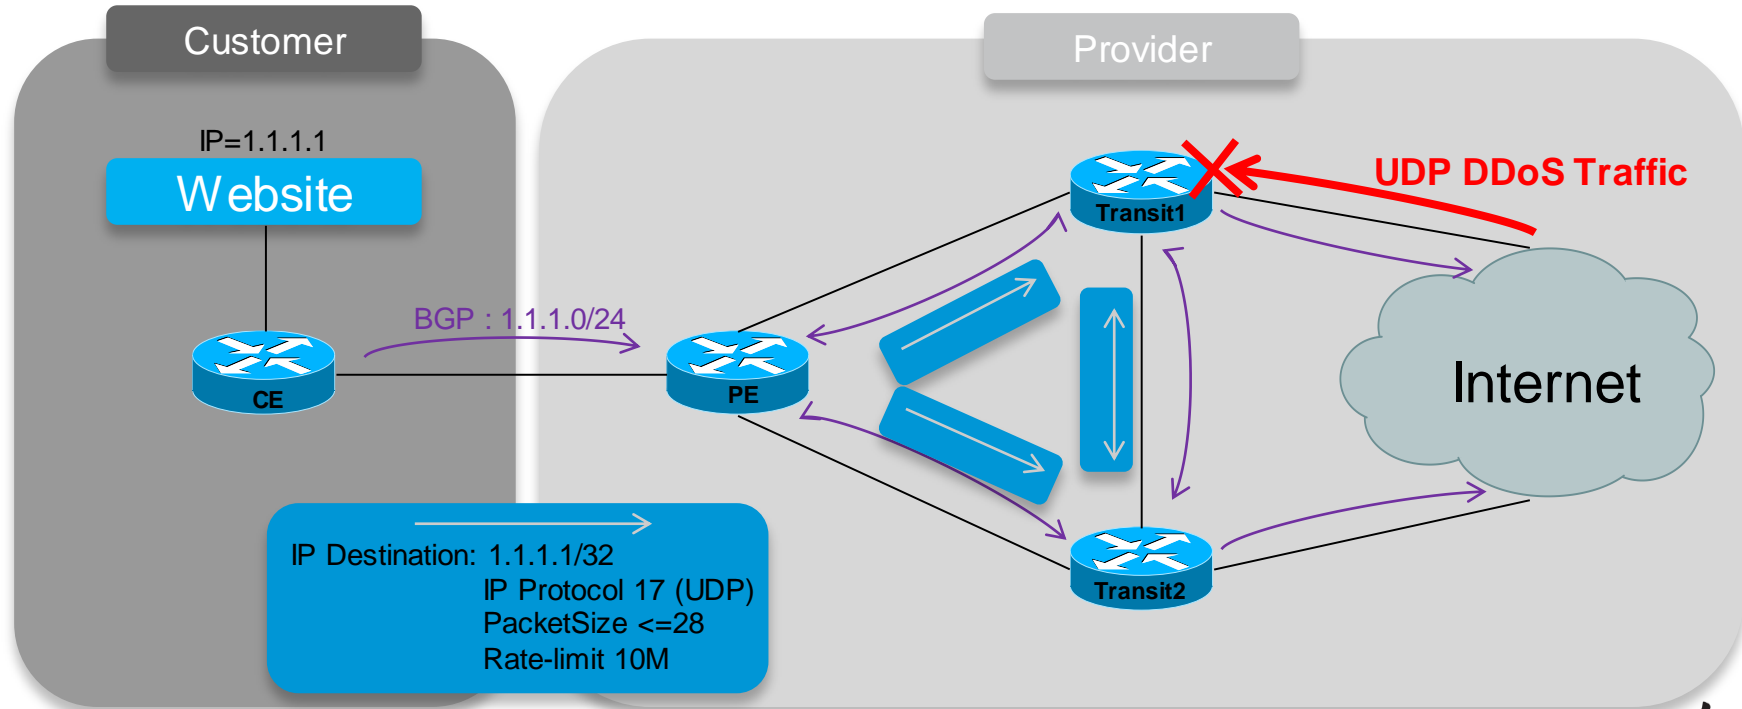 Customer
Provider
IP=1.1.1.1
Website
UDP DDoS Traffic
Transit1
BGP : 1.1.1.0/24
CE
PE
Internet
IP Destination: 1.1.1.1/32
IP Protocol 17 (UDP)
PacketSize <=28
Rate-limit 10M
Transit2